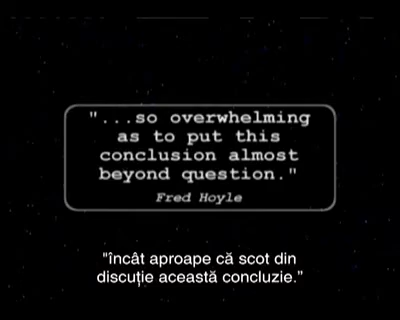 "...so overwhelming
as to put this
conclusion almost
beyond question."
Fred Hoyle
"încât aproape că scot din
discuție această concluzie."